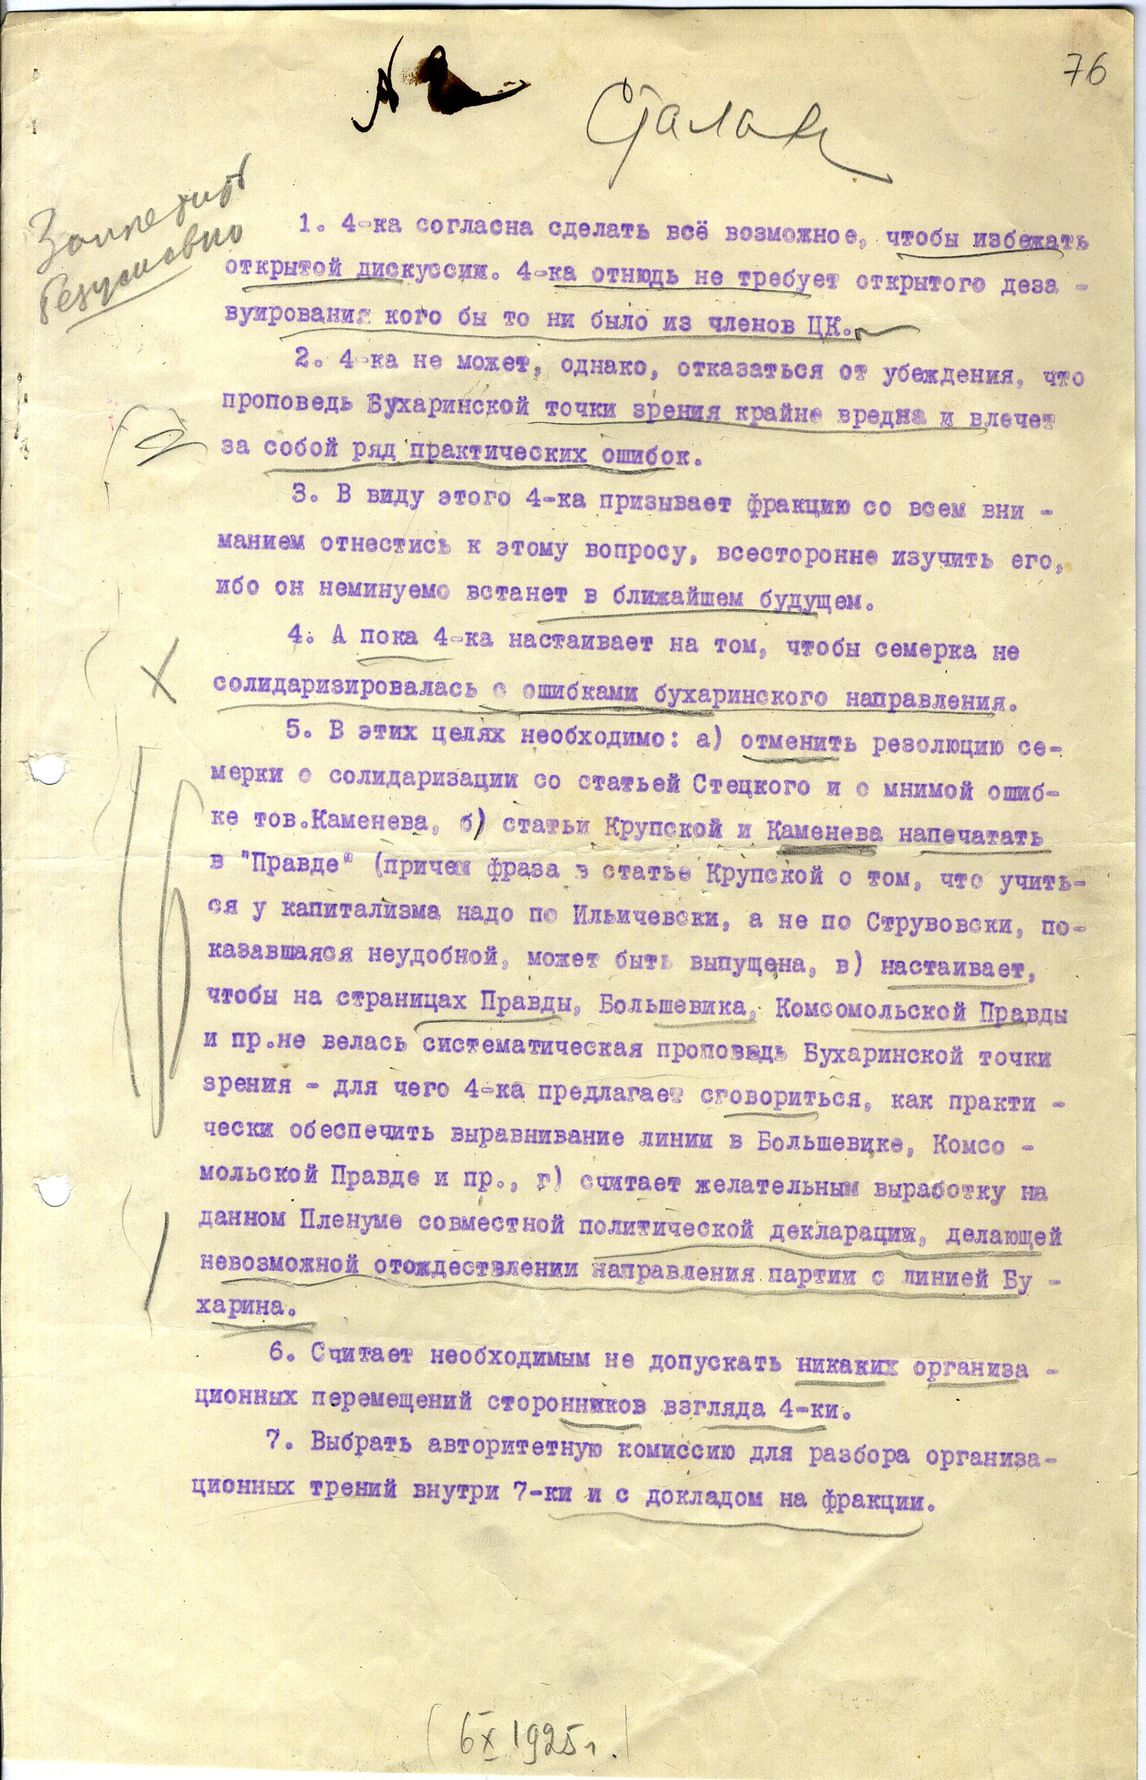 76
N 2
Сталин
Запретить
безусловно
1. 4-ка согласна сделать всё возможное, чтобы избежать
открытой дискуссии. 4-ка отнюдь не требует открытого деза -
вуирования кого бы то ни было из членов ЦК.
2. 4-ка не может, однако, отказаться от убеждения, что
проповедь Бухаринской точки зрения крайне вредна и влечет
за собой ряд практических ошибок.
3. В виду этого 4-ка призывает фракцию со всем вни -
манием отнестись к этому вопросу, всесторонне изучить его,
ибо он неминуемо встанет в ближайшем будущем.
4. А пока 4-ка настаивает на том, чтобы семерка не
солидаризировалась с ошибками бухаринского направления.
5. В этих целях необходимо: а) отменить резолюцию се-
мерки о солидаризации со статьей Стецкого и о мнимой ошиб-
ке тов.Каменева, б) статьи Крупской и Каменева напечатать
в "Правде" (причем фраза в статье Крупской о том, что учить-
ся у капитализма надо по Ильичевски, а не по Струвовски, по-
казавшаяся неудобной, может быть выпущена, в) настаивает,
чтобы на страницах Правды, Большевика, Комсомольской Правды
и пр.не велась систематическая проповедь Бухаринской точки
зрения - для чего 4-ка предлагает сговориться, как практи -
чески обеспечить выравнивание линии в Большевике, Комсо -
мольской Правде и пр., г) считает желательным выработку на
данном Пленуме совместной политической декларации, делающей
невозможной отождествлении направления партии с линией Бу -
харина.
6. Считает необходимым не допускать никаких организа -
ционных перемещений сторонников взгляда 4-ки.
7. Выбрать авторитетную комиссию для разбора организа-
ционных трений внутри 7-ки и с докладом на фракции.
(6 X 1925 г.)